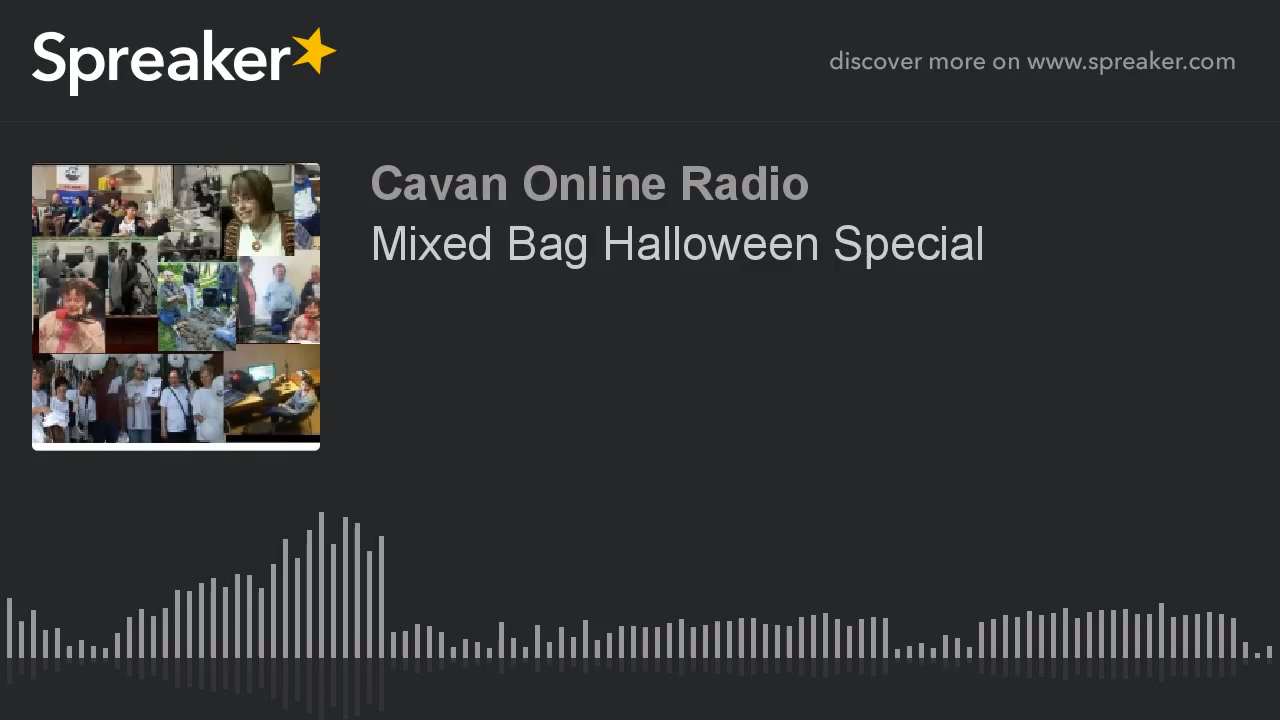 Spreaker
discover more on www.spreaker.com
Cavan Online Radio
Mixed Bag Halloween Special